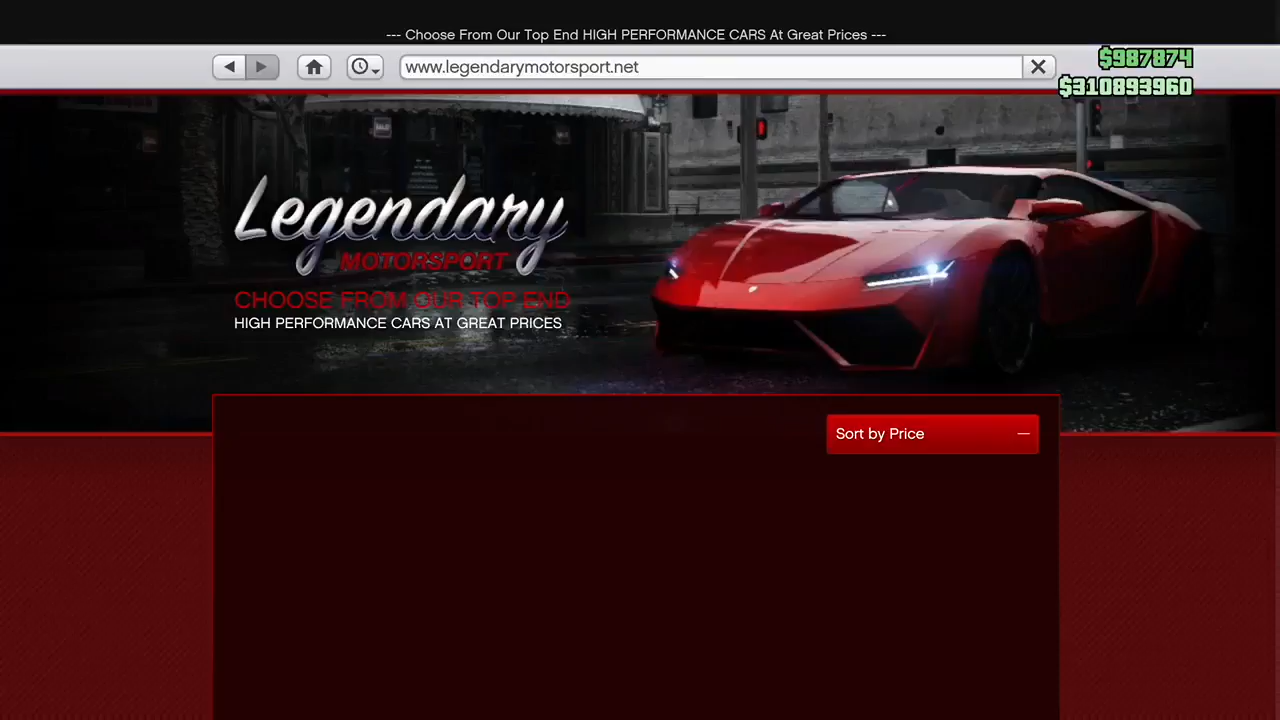 --- Choose From Our Top End HIGH PERFORMANCE CARS At Great Prices ---
www.legendarymotorsport.net
$987874
$310893960
Legendary
MOTORSPORT
CHOOSE FROM OUR TOP END
HIGH PERFORMANCE CARS AT GREAT PRICES
Sort by Price